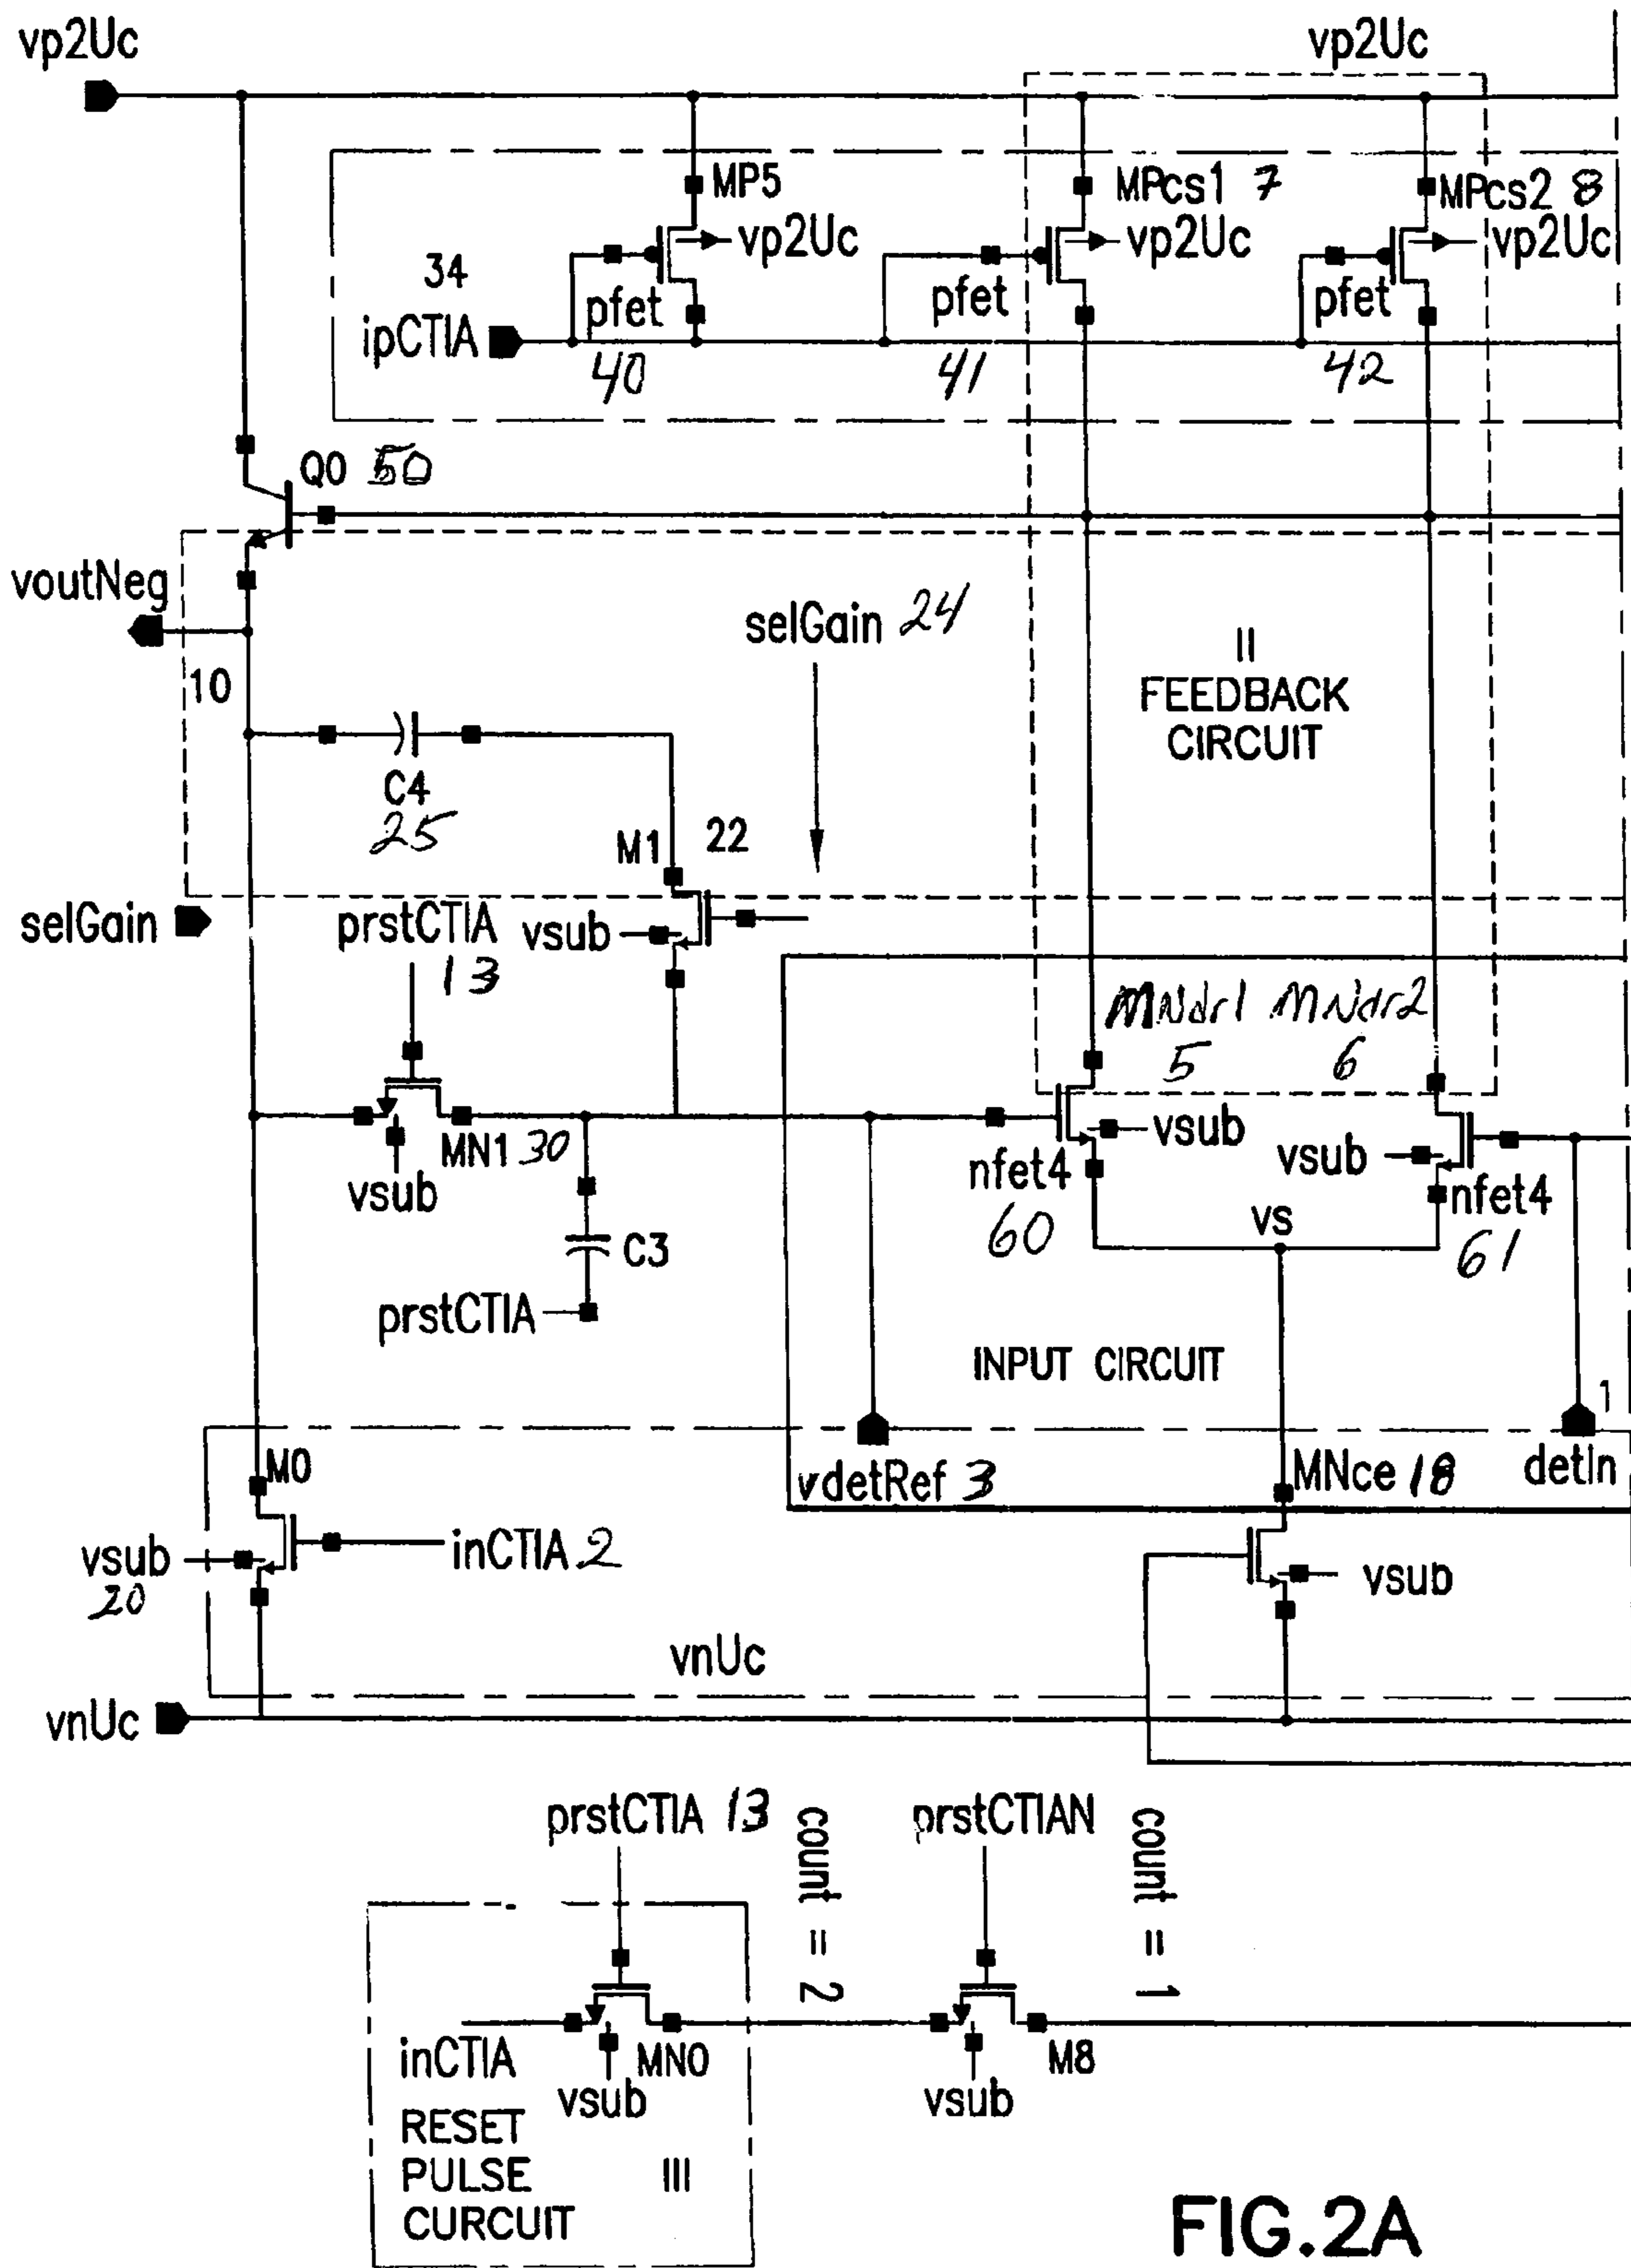 vp2Uc
vp2Uc
MP5
MPcs1 7
MPcs2 8
vp2Uc
vp2Uc
vp2Uc
34
ipCTIA
pfet
40
pfet
41
pfet
42
Q0 50
voutNeg
10
selGain 24
II
FEEDBACK
CIRCUIT
C4
25
M1
22
selGain
prstCTIA
13
vsub
MNdr1
5
MNdr2
6
MN1 30
vsub
nfet4
60
vsub
vsub
nfet4
61
vs
C3
prstCTIA
INPUT CIRCUIT
1
M0
vdetRef 3
MNce 18
detIn
vsub
20
inCTIA 2
vsub
vnUc
vnUc
prstCTIA 13
count = 2
prstCTIAN
count = 1
inCTIA
MN0
vsub
M8
vsub
RESET
PULSE
CURCUIT
III
FIG.2A